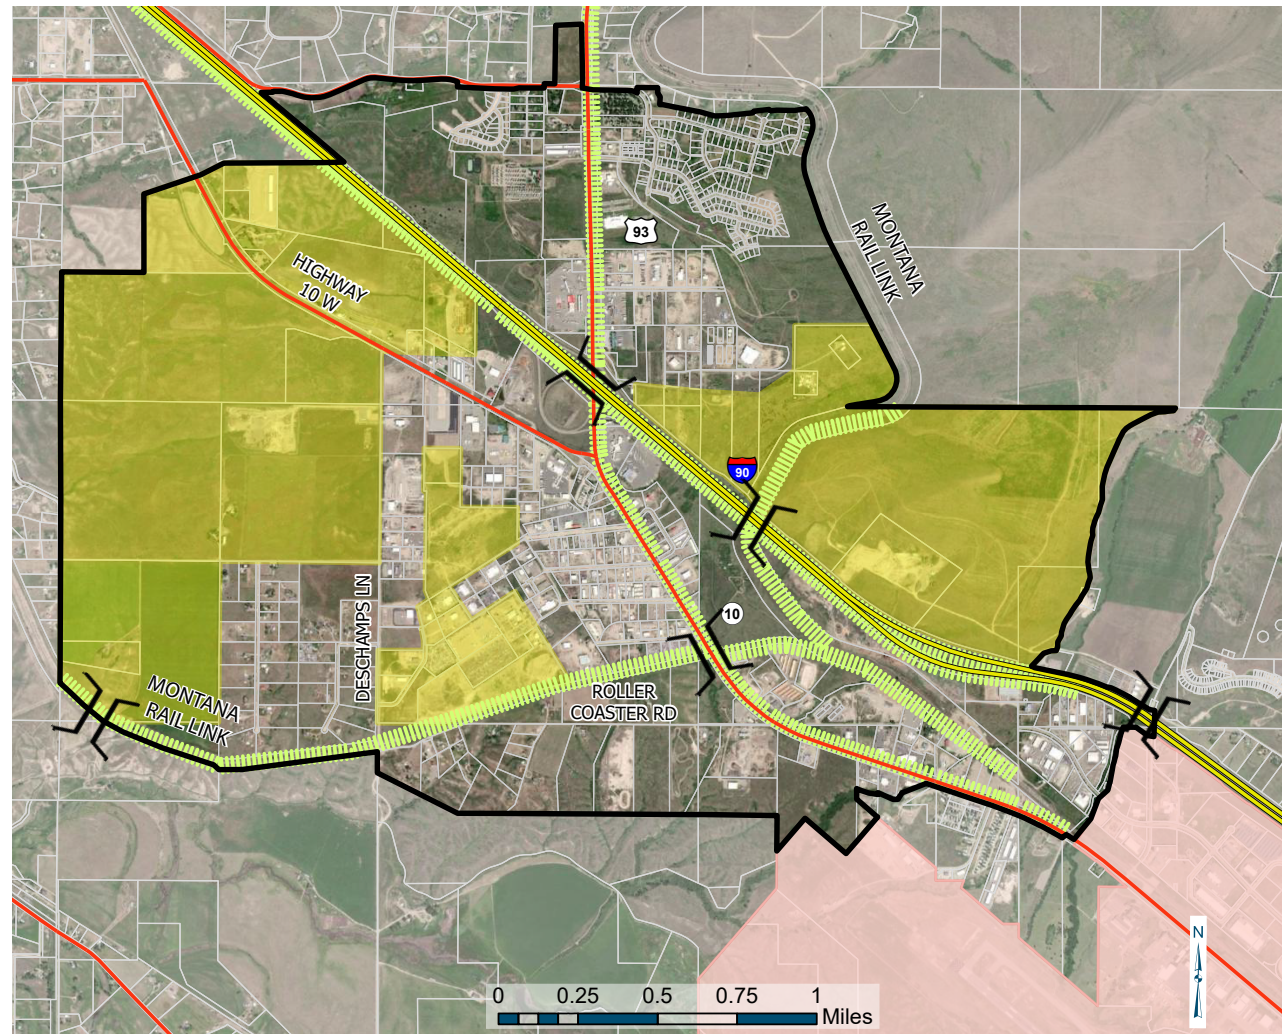 93
MONTANA
RAIL LINK
HIGHWAY
10 W
90
DESCHAMPS LN
10
MONTANA
RAIL LINK
ROLLER
COASTER RD
N
0 0.25 0.5 0.75 1
Miles